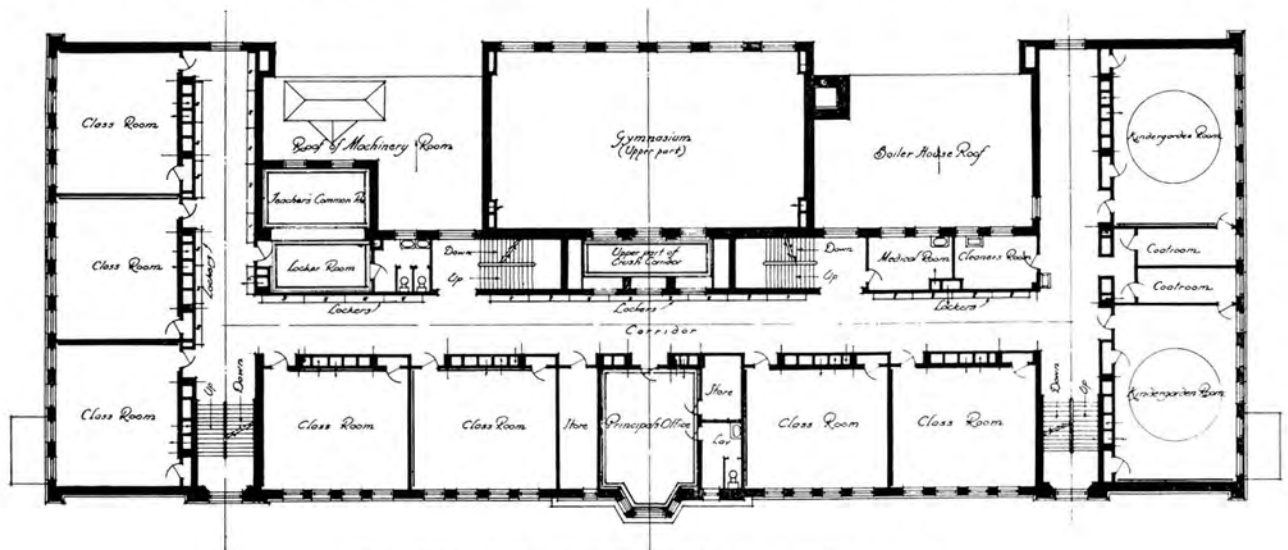 Class Room
Roof of Machinery Room
Gymnasium
(Upper part)
Boiler House Roof
Kindergarten Room
Teachers Common Rm
Class Room
Lockers
Locker Room
Down
Up
Upper part of
Crush Corridor
Down
Up
Medical Room
Cleaners Room
Coatroom
Coatroom
Lockers
Lockers
Lockers
Corridor
Class Room
Up
Down
Class Room
Class Room
Store
Principal's Office
Store
Lav
Class Room
Class Room
Down
Kindergarden Room